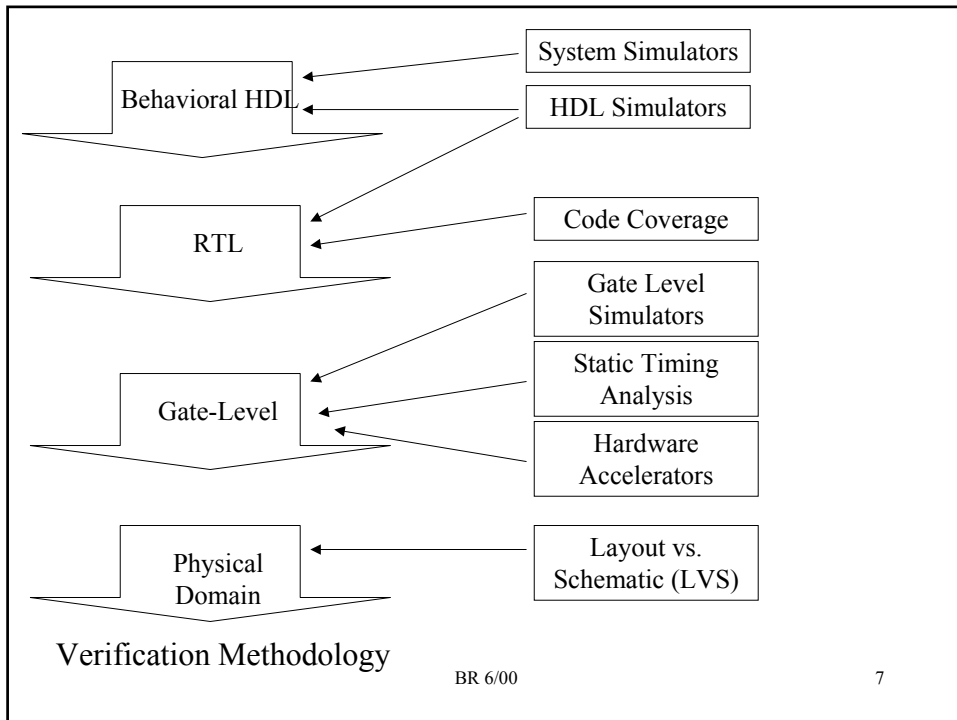 System Simulators
Behavioral HDL
HDL Simulators
RTL
Code Coverage
Gate Level
Simulators
Static Timing
Analysis
Gate-Level
Hardware
Accelerators
Physical
Domain
Layout vs.
Schematic (LVS)
Verification Methodology
BR 6/00
7